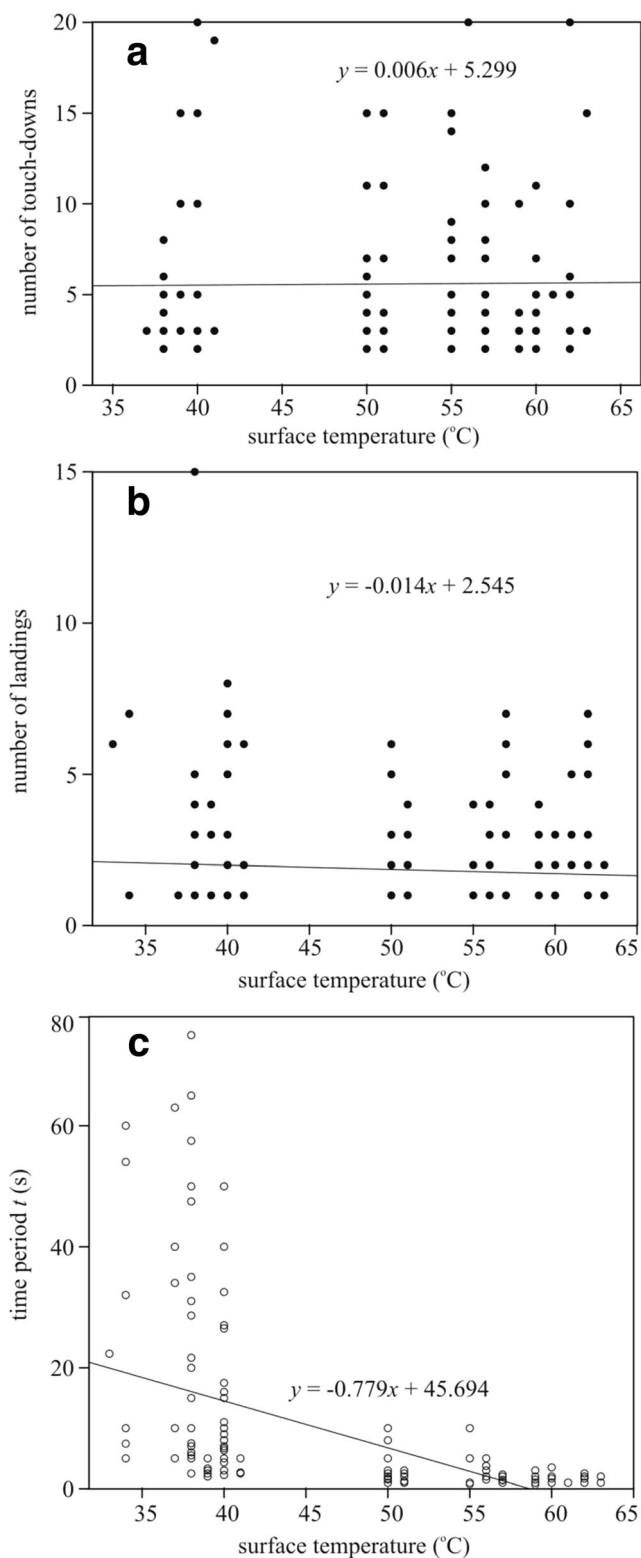 a
y = 0.006x + 5.299
20
15
10
5
0
number of touch-downs
35 40 45 50 55 60 65
surface temperature (°C)
b
y = -0.014x + 2.545
15
10
5
0
number of landings
35 40 45 50 55 60 65
surface temperature (°C)
c
y = -0.779x + 45.694
80
60
40
20
0
time period t (s)
35 40 45 50 55 60 65
surface temperature (°C)